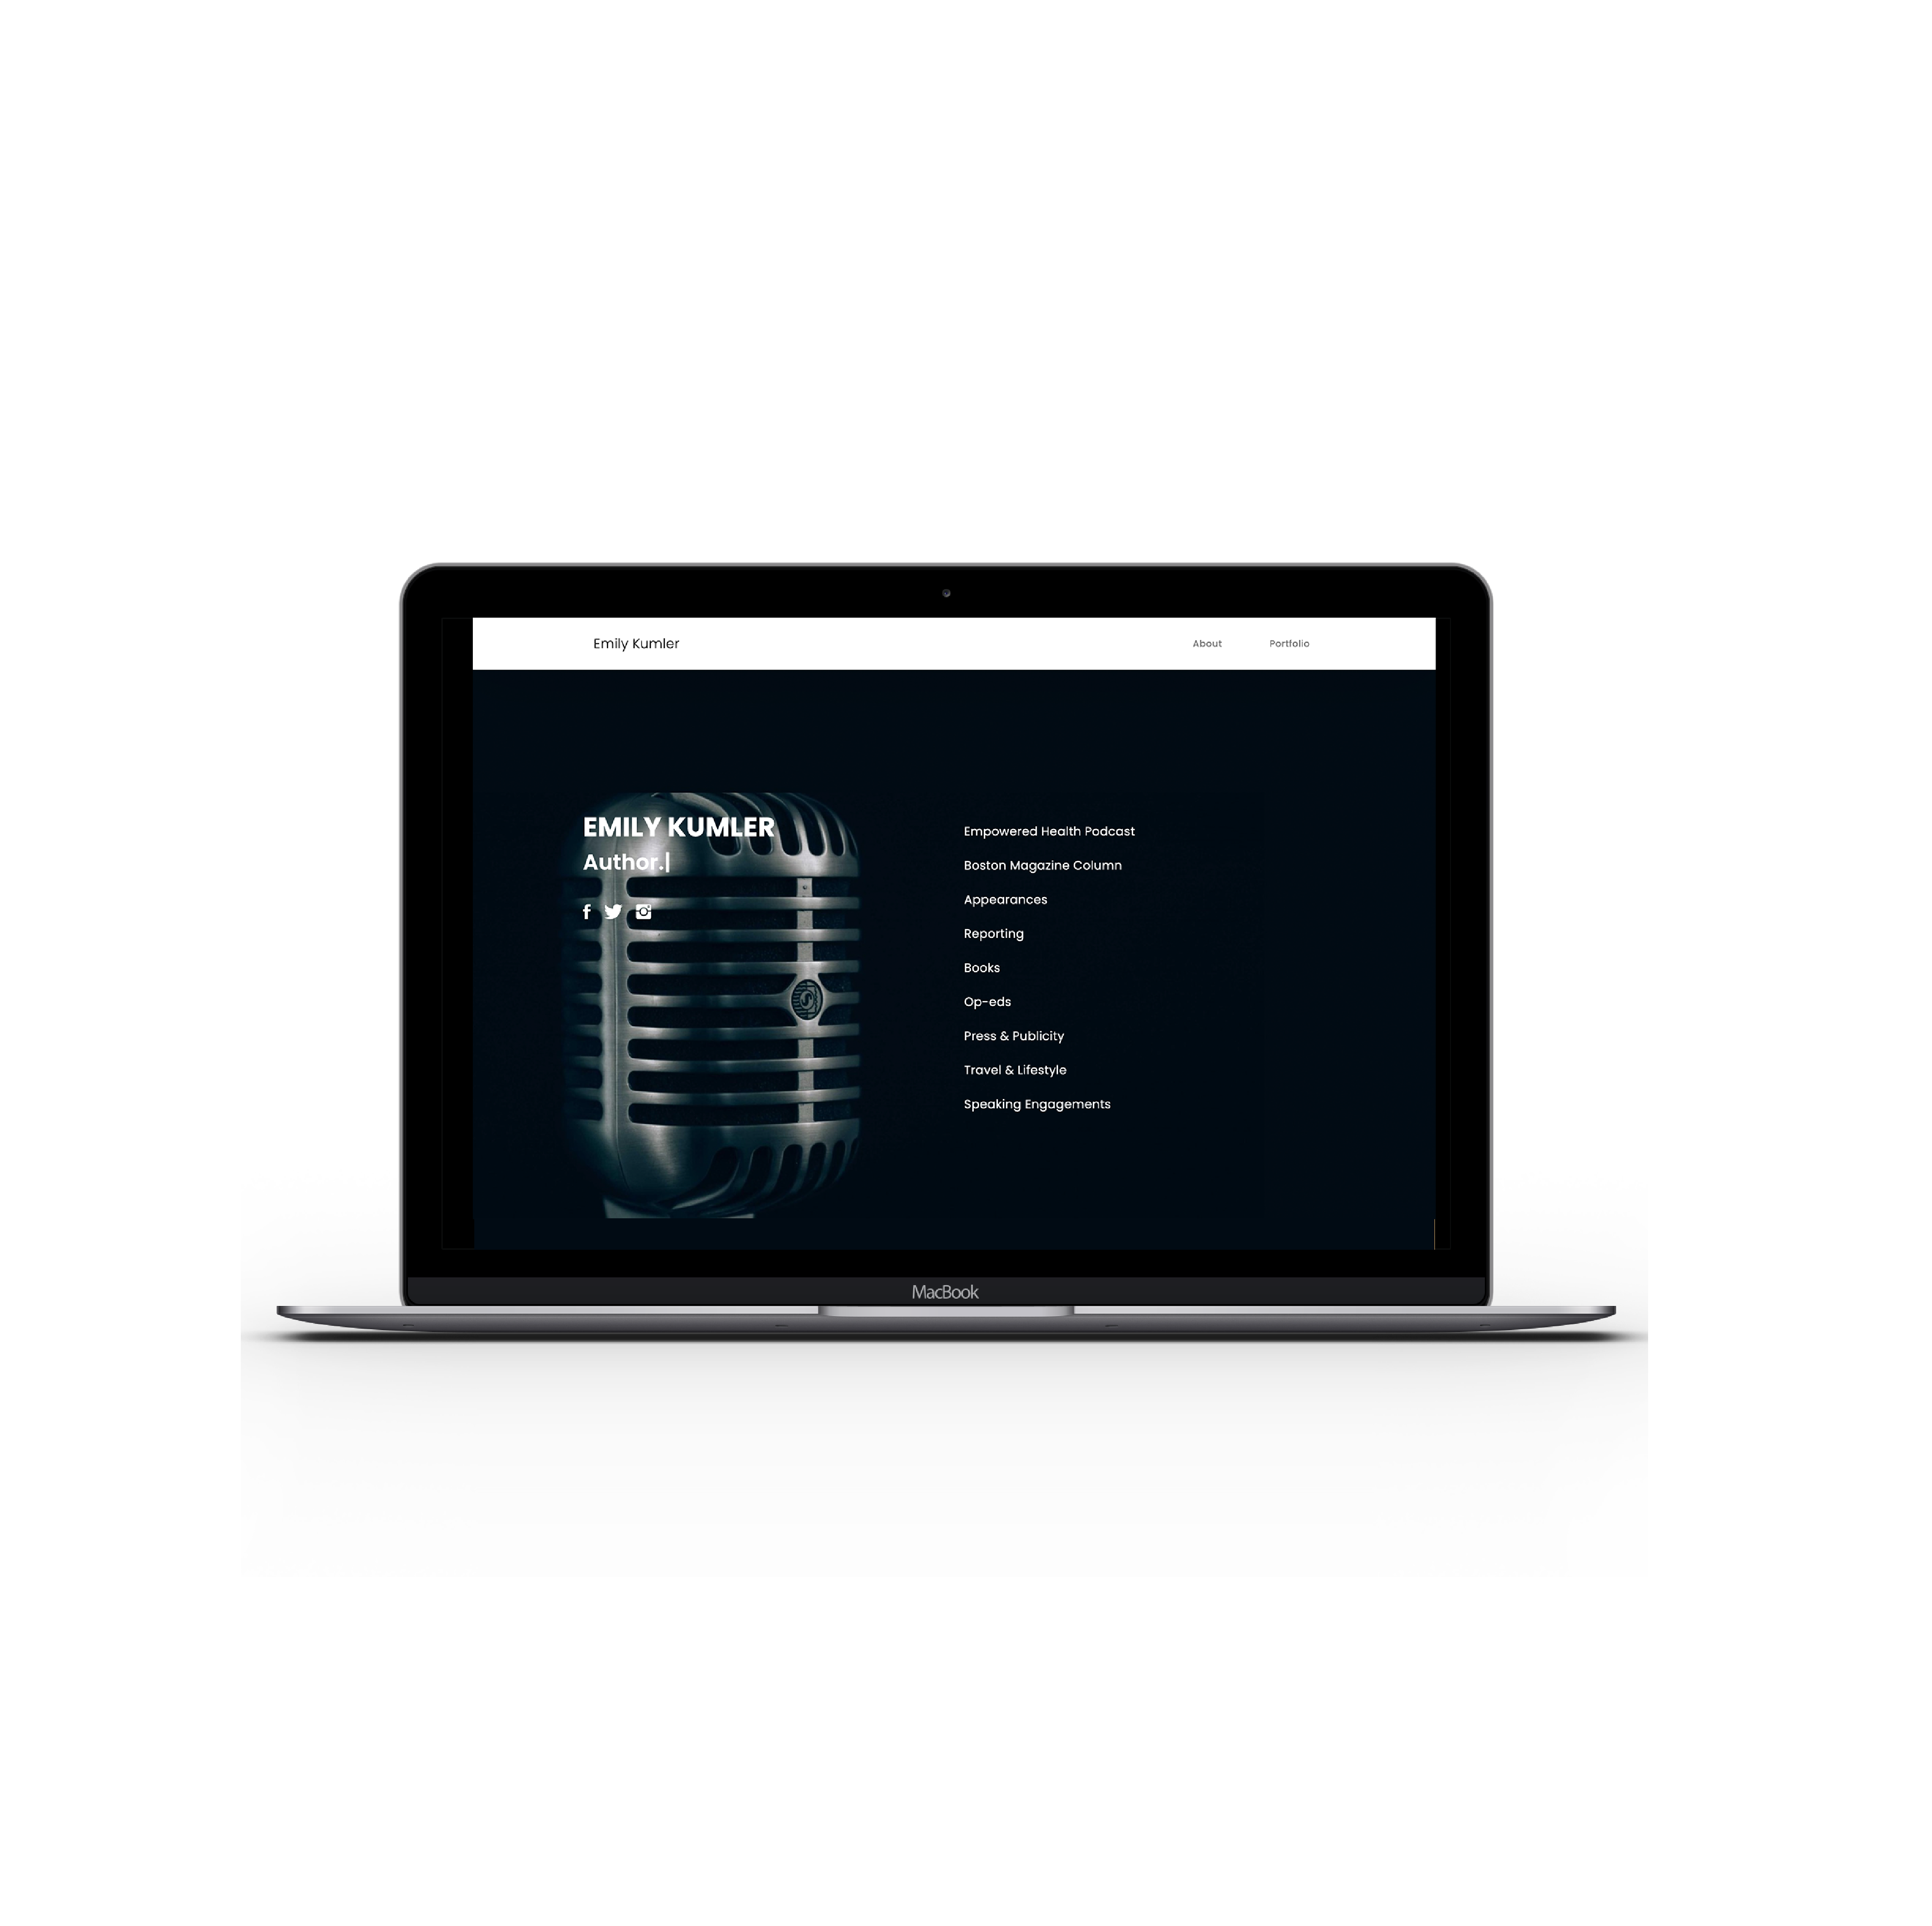 Emily Kumler
About
Portfolio
EMILY KUMLER
Author.|
Empowered Health Podcast
Boston Magazine Column
Appearances
Reporting
Books
Op-eds
Press & Publicity
Travel & Lifestyle
Speaking Engagements
MacBook